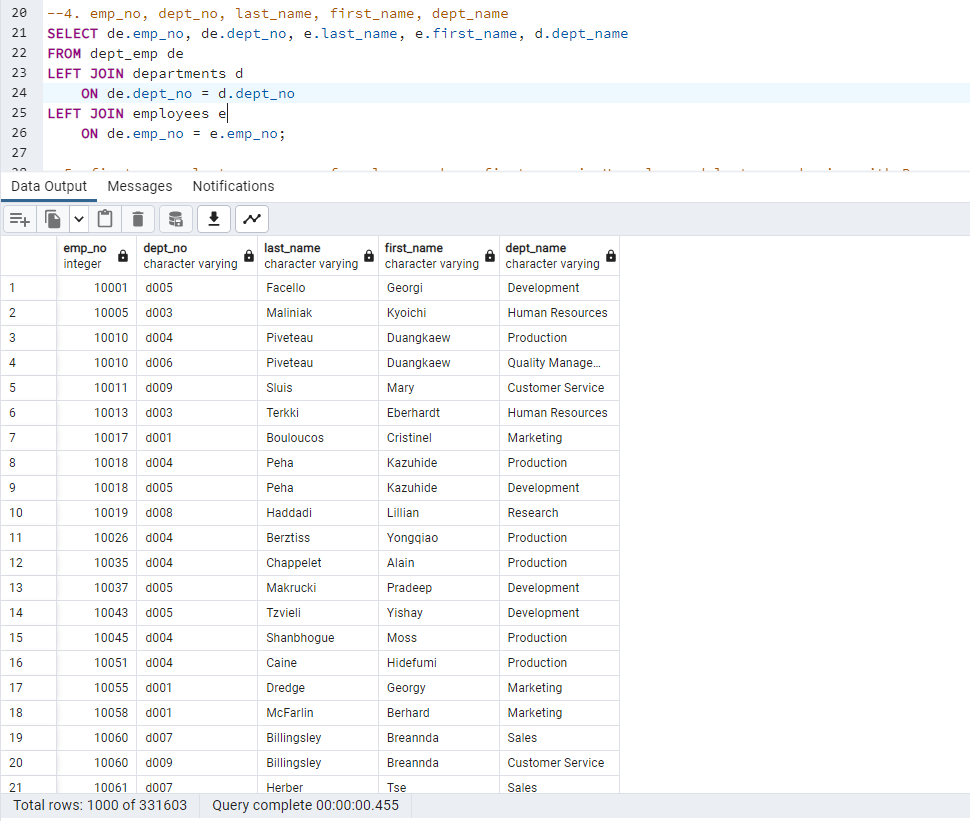 20 --4. emp_no, dept_no, last_name, first_name, dept_name
21 SELECT de.emp_no, de.dept_no, e.last_name, e.first_name, d.dept_name
22 FROM dept_emp de
23 LEFT JOIN departments d
24 ON de.dept_no = d.dept_no
25 LEFT JOIN employees e
26 ON de.emp_no = e.emp_no;
27
Data Output Messages Notifications
emp_no dept_no last_name first_name dept_name
integer character varying character varying character varying character varying
1 10001 d005 Facello Georgi Development
2 10005 d003 Maliniak Kyoichi Human Resources
3 10010 d004 Piveteau Duangkaew Production
4 10010 d006 Piveteau Duangkaew Quality Manage...
5 10011 d009 Sluis Mary Customer Service
6 10013 d003 Terkki Eberhardt Human Resources
7 10017 d001 Bouloucos Cristinel Marketing
8 10018 d004 Peha Kazuhide Production
9 10018 d005 Peha Kazuhide Development
10 10019 d008 Haddadi Lillian Research
11 10026 d004 Berztiss Yongqiao Production
12 10035 d004 Chappelet Alain Production
13 10037 d005 Makrucki Pradeep Development
14 10043 d005 Tzvieli Yishay Development
15 10045 d004 Shanbhogue Moss Production
16 10051 d004 Caine Hidefumi Production
17 10055 d001 Dredge Georgy Marketing
18 10058 d001 McFarlin Berhard Marketing
19 10060 d007 Billingsley Breannda Sales
20 10060 d009 Billingsley Breannda Customer Service
21 10061 d007 Herber Tse Sales
Total rows: 1000 of 331603 Query complete 00:00:00.455